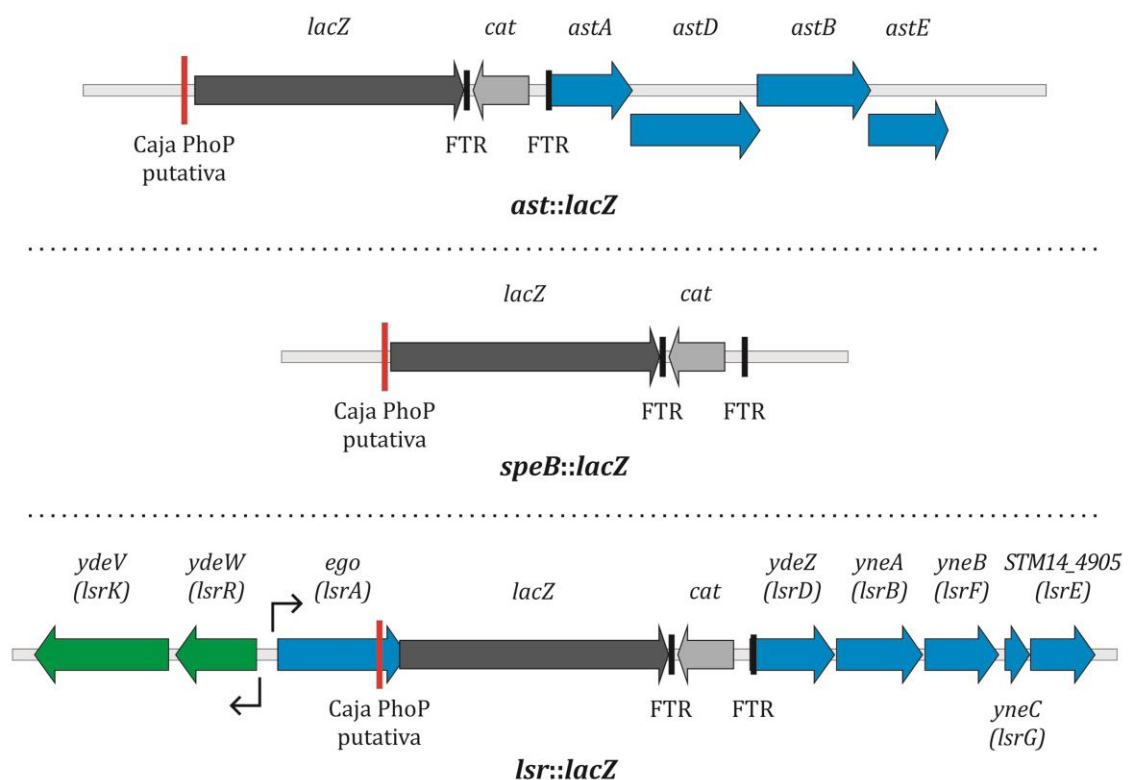 lacZ cat astA astD astB astE
Caja PhoP
putativa
FTR FTR
ast::lacZ
lacZ cat
Caja PhoP
putativa
FTR FTR
speB::lacZ
ydeV ydeW ego ydeZ yneA yneB STM14_4905
(lsrK) (lsrR) (lsrA) lacZ cat (lsrD) (lsrB) (lsrF) (lsrE)
Caja PhoP
putativa
FTR FTR
yneC
(lsrG)
lsr::lacZ